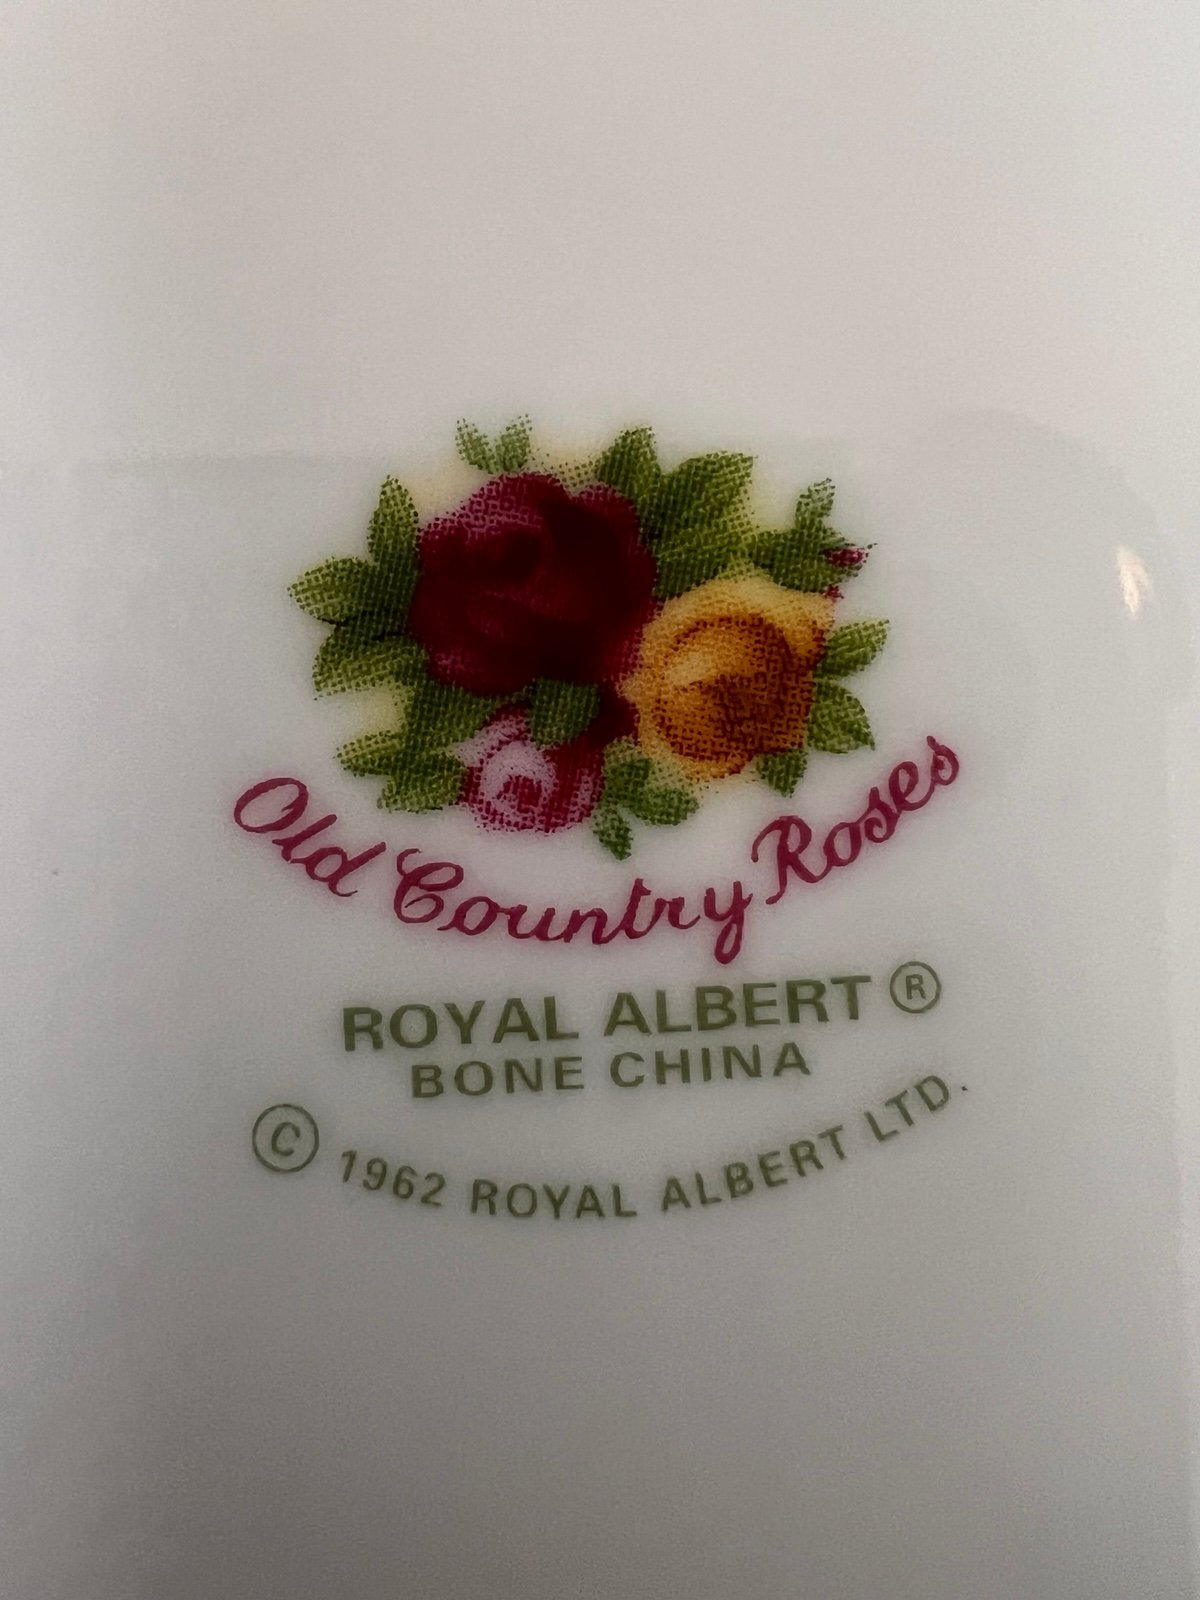 Old Country Roses
ROYAL ALBERT ®
BONE CHINA
© 1962 ROYAL ALBERT LTD.